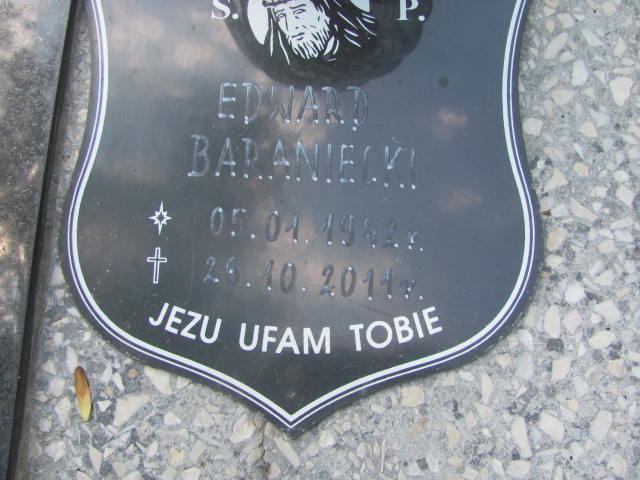 S. P.
EDWARD
BARANIECKI
05.01.1942r.
26.10.2011r.
JEZU UFAM TOBIE